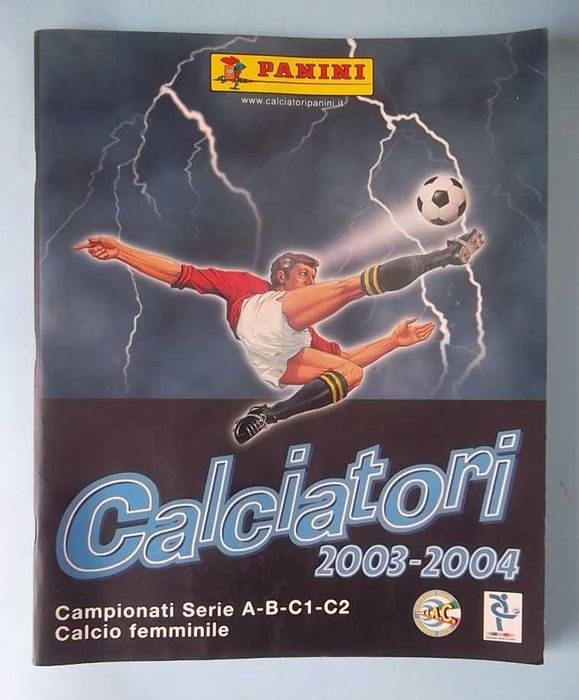 PANINI
www.calciatoripanini.it
Calciatori
2003-2004
Campionati Serie A-B-C1-C2
Calcio femminile